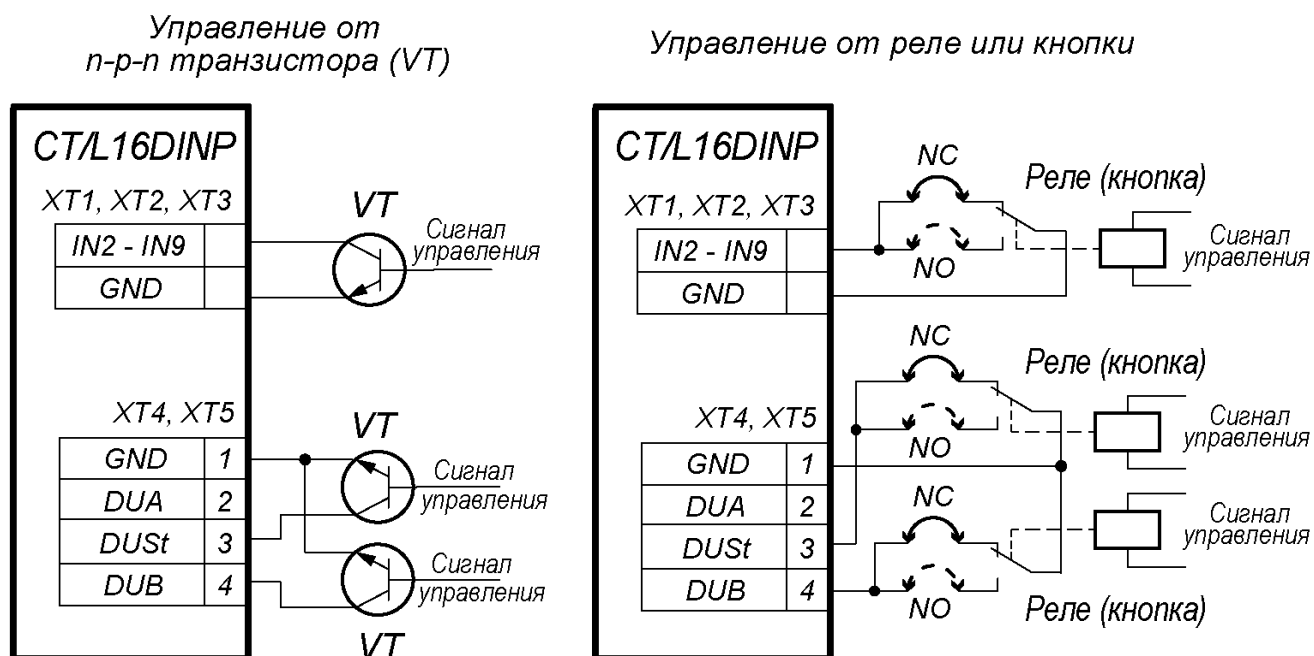 Управление от
n-p-n транзистора (VT)
CT/L16DINP
XT1, XT2, XT3
IN2 - IN9
GND
VT
Сигнал
управления
XT4, XT5
GND 1
DUA 2
DUSt 3
DUB 4
VT
Сигнал
управления
Сигнал
управления
VT
Управление от реле или кнопки
CT/L16DINP
XT1, XT2, XT3
IN2 - IN9
GND
NC
NO
Реле (кнопка)
Сигнал
управления
XT4, XT5
GND 1
DUA 2
DUSt 3
DUB 4
NC
NO
Реле (кнопка)
Сигнал
управления
NC
NO
Сигнал
управления
Реле (кнопка)